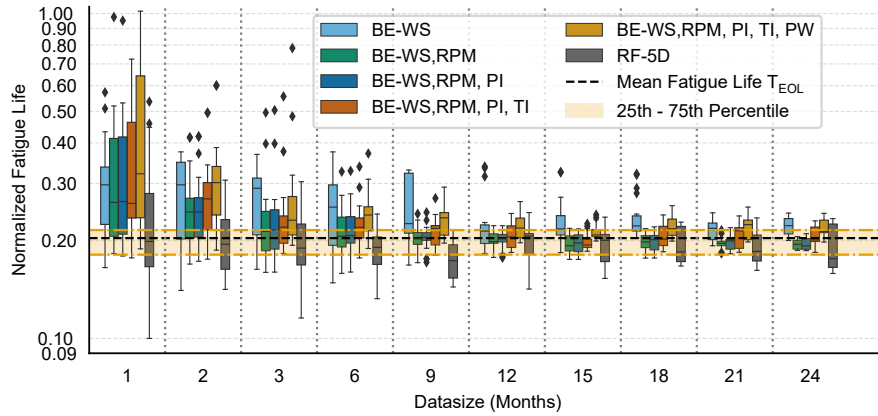 1.00
0.90
0.80
0.70
0.60
0.50
0.40
0.30
0.20
0.10
0.09
Normalized Fatigue Life
BE-WS
BE-WS,RPM
BE-WS,RPM, PI
BE-WS,RPM, PI, TI
BE-WS,RPM, PI, TI, PW
RF-5D
Mean Fatigue Life T_EOL
25th - 75th Percentile
1 2 3 6 9 12 15 18 21 24
Datasize (Months)